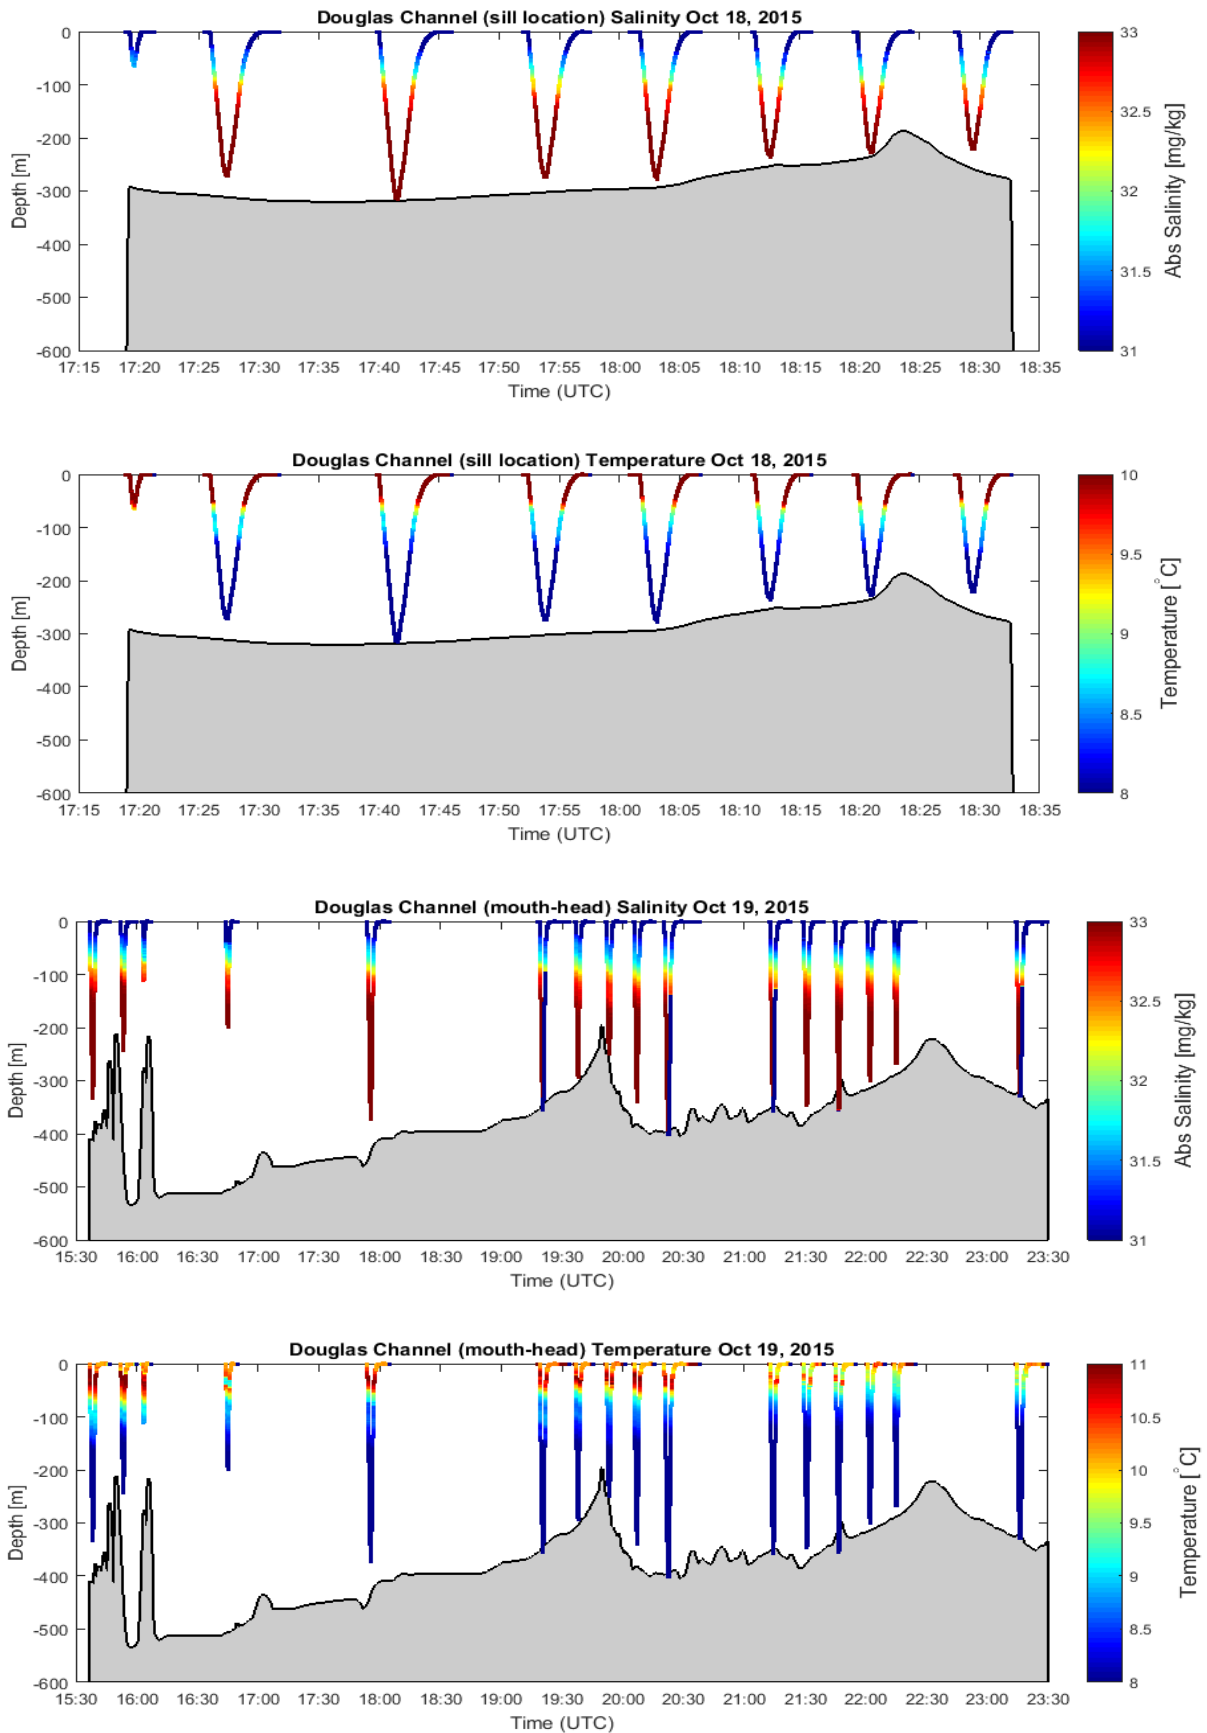 Douglas Channel (sill location) Salinity Oct 18, 2015
0
-100
-200
-300
-400
-500
-600
Depth [m]
17:15 17:20 17:25 17:30 17:35 17:40 17:45 17:50 17:55 18:00 18:05 18:10 18:15 18:20 18:25 18:30 18:35
Time (UTC)
33
32.5
32
31.5
31
Abs Salinity [mg/kg]
Douglas Channel (sill location) Temperature Oct 18, 2015
0
-100
-200
-300
-400
-500
-600
Depth [m]
17:15 17:20 17:25 17:30 17:35 17:40 17:45 17:50 17:55 18:00 18:05 18:10 18:15 18:20 18:25 18:30 18:35
Time (UTC)
10
9.5
9
8.5
8
Temperature [°C]
Douglas Channel (mouth-head) Salinity Oct 19, 2015
0
-100
-200
-300
-400
-500
-600
Depth [m]
15:30 16:00 16:30 17:00 17:30 18:00 18:30 19:00 19:30 20:00 20:30 21:00 21:30 22:00 22:30 23:00 23:30
Time (UTC)
33
32.5
32
31.5
31
Abs Salinity [mg/kg]
Douglas Channel (mouth-head) Temperature Oct 19, 2015
0
-100
-200
-300
-400
-500
-600
Depth [m]
15:30 16:00 16:30 17:00 17:30 18:00 18:30 19:00 19:30 20:00 20:30 21:00 21:30 22:00 22:30 23:00 23:30
Time (UTC)
11
10.5
10
9.5
9
8.5
8
Temperature [°C]